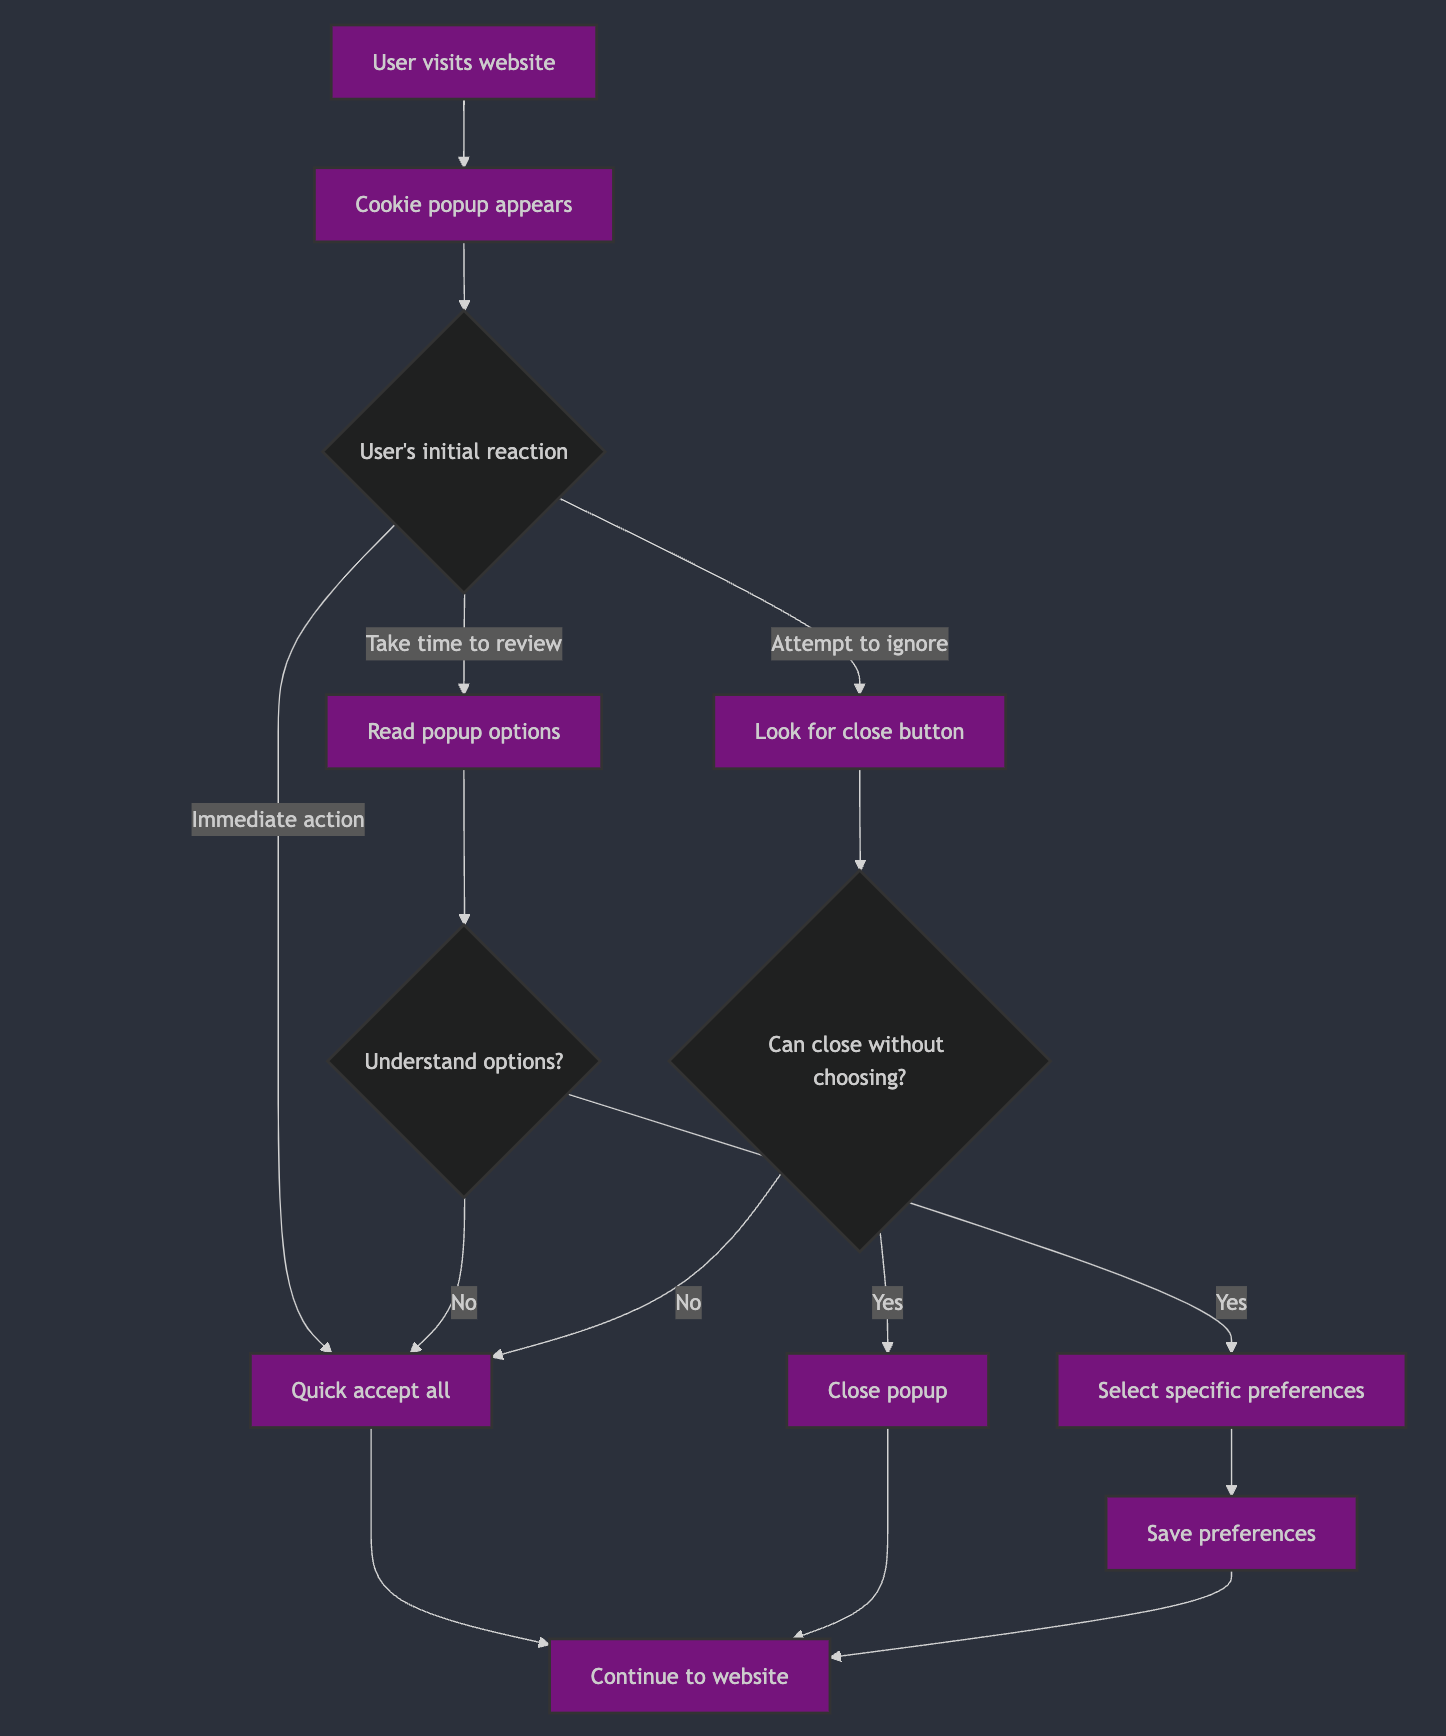 User visits website
Cookie popup appears
User's initial reaction
Take time to review
Attempt to ignore
Read popup options
Look for close button
Immediate action
Understand options?
Can close without
choosing?
No
No
Yes
Yes
Quick accept all
Close popup
Select specific preferences
Save preferences
Continue to website